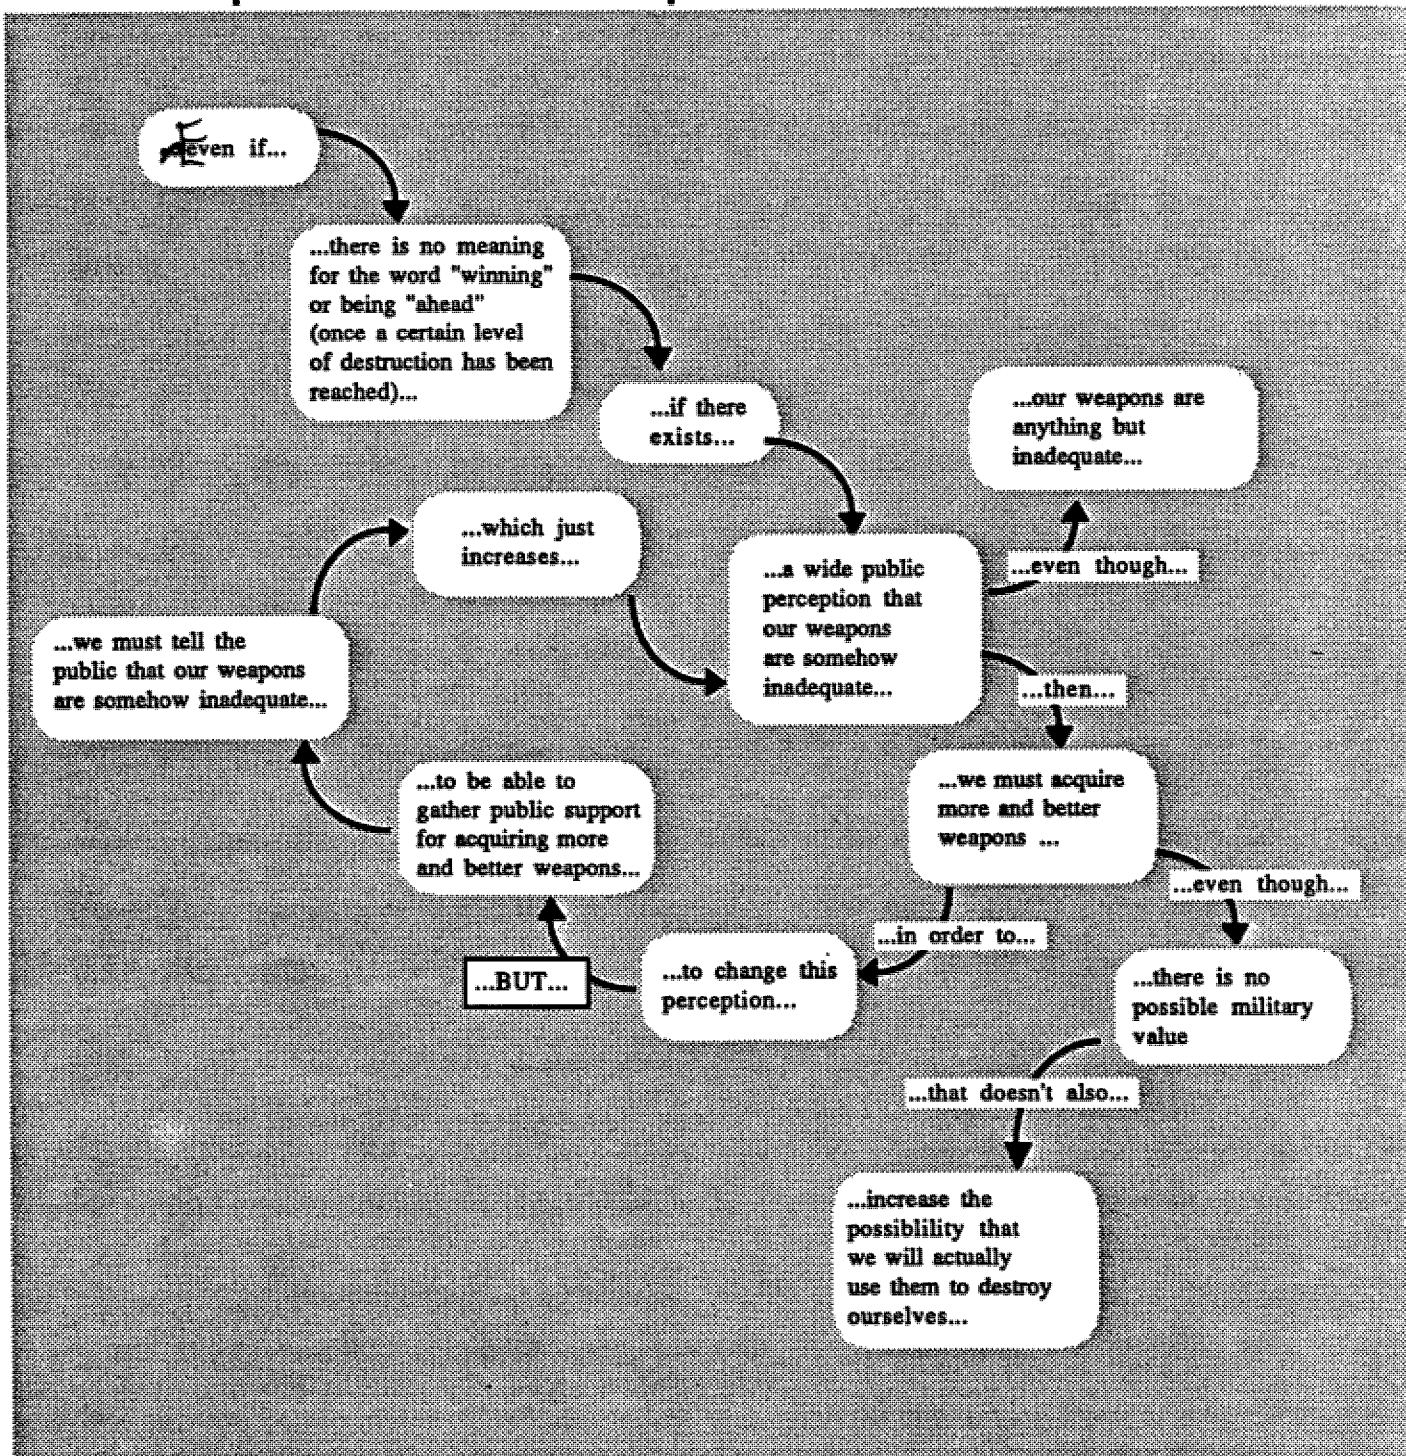 Even if...
...there is no meaning
for the word "winning"
or being "ahead"
(once a certain level
of destruction has been
reached)...
...if there
exists...
...a wide public
perception that
our weapons
are somehow
inadequate...
...even though...
...our weapons are
anything but
inadequate...
...then...
...we must acquire
more and better
weapons ...
...even though...
...there is no
possible military
value
...that doesn't also...
...increase the
possiblility that
we will actually
use them to destroy
ourselves...
...in order to...
...to change this
perception...
...BUT...
...to be able to
gather public support
for acquiring more
and better weapons...
...we must tell the
public that our weapons
are somehow inadequate...
...which just
increases...